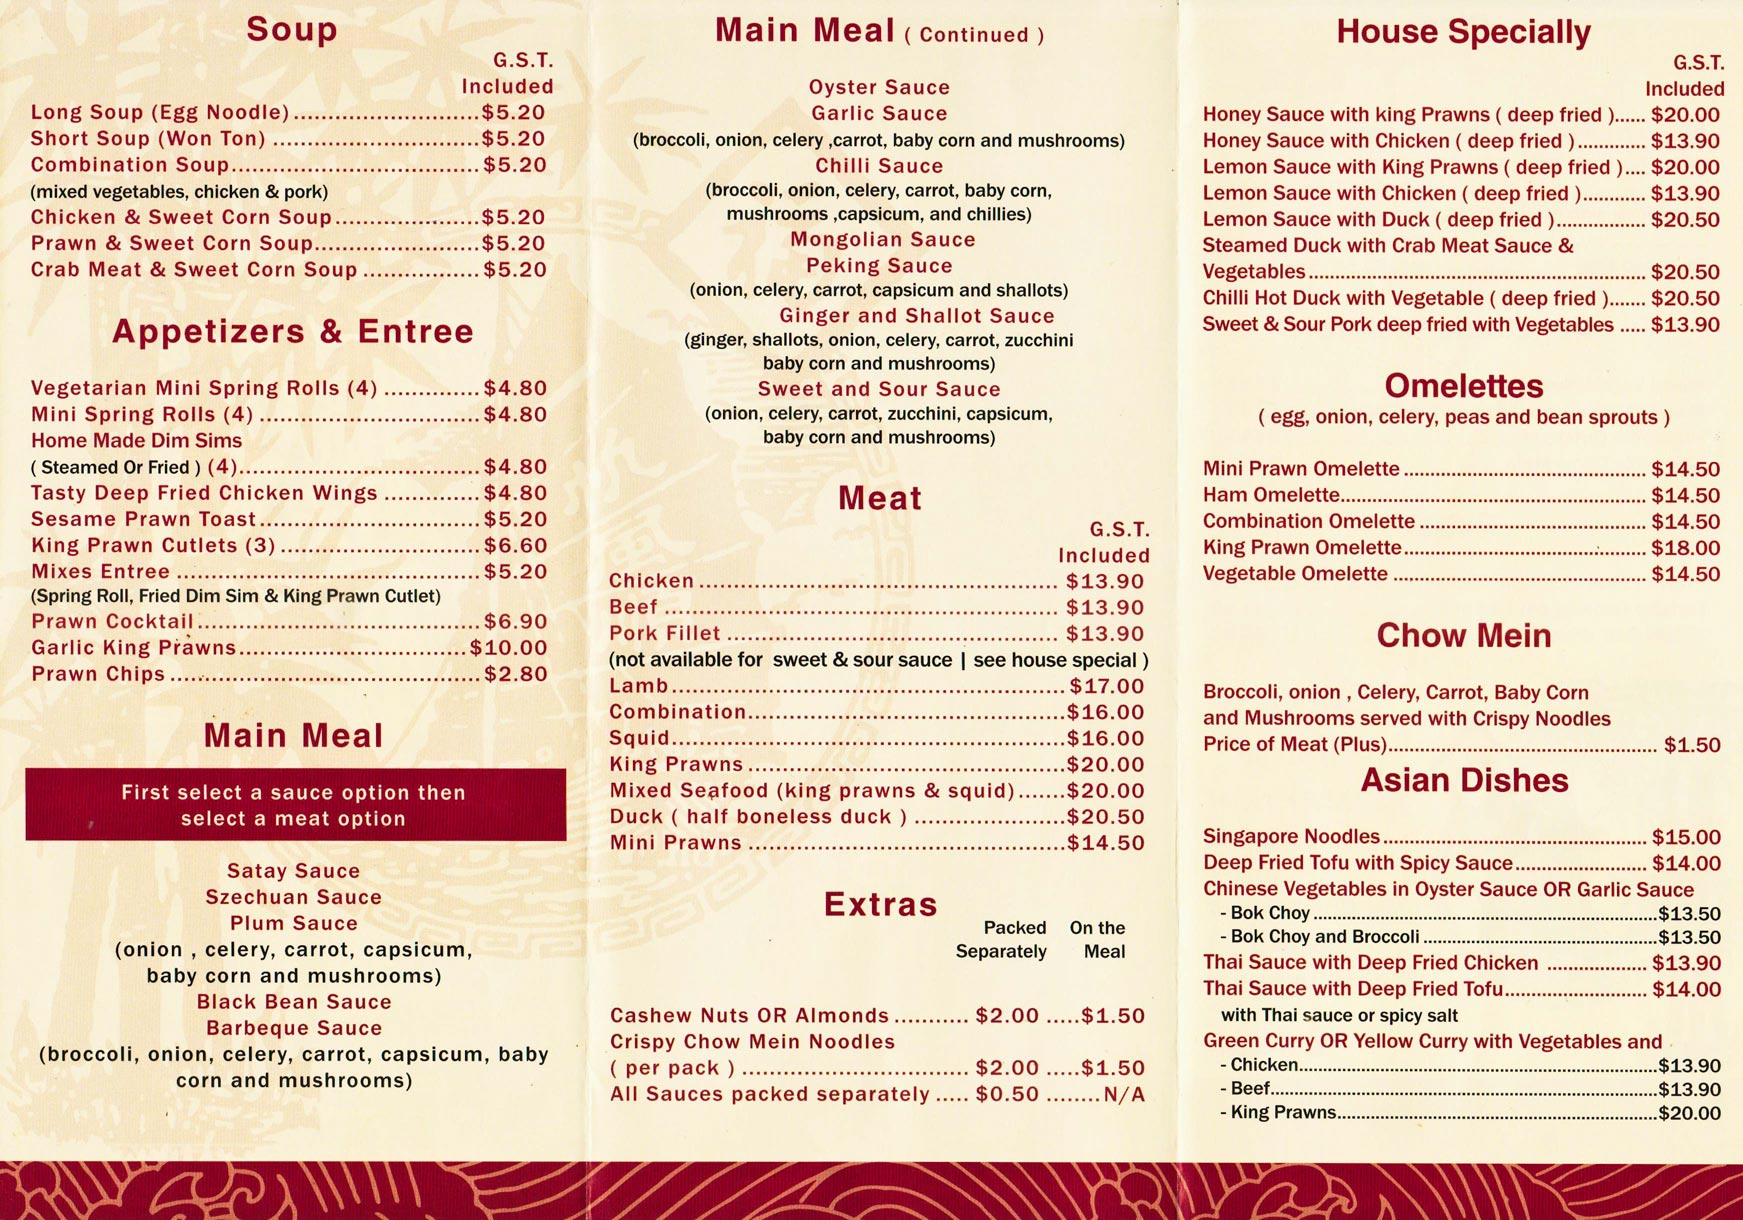 Soup
G.S.T.
Included
Long Soup (Egg Noodle)...........................$5.20
Short Soup (Won Ton) ..............................$5.20
Combination Soup....................................$5.20
(mixed vegetables, chicken & pork)
Chicken & Sweet Corn Soup.....................$5.20
Prawn & Sweet Corn Soup........................$5.20
Crab Meat & Sweet Corn Soup .................$5.20
Appetizers & Entree
Vegetarian Mini Spring Rolls (4) ..............$4.80
Mini Spring Rolls (4) ................................$4.80
Home Made Dim Sims
( Steamed Or Fried ) (4)...................................$4.80
Tasty Deep Fried Chicken Wings ..............$4.80
Sesame Prawn Toast................................$5.20
King Prawn Cutlets (3) .............................$6.60
Mixes Entree ............................................$5.20
(Spring Roll, Fried Dim Sim & King Prawn Cutlet)
Prawn Cocktail.........................................$6.90
Garlic King Prawns.................................$10.00
Prawn Chips .............................................$2.80
Main Meal
First select a sauce option then
select a meat option
Satay Sauce
Szechuan Sauce
Plum Sauce
(onion , celery, carrot, capsicum,
baby corn and mushrooms)
Black Bean Sauce
Barbeque Sauce
(broccoli, onion, celery, carrot, capsicum, baby
corn and mushrooms)
Main Meal ( Continued )
Oyster Sauce
Garlic Sauce
(broccoli, onion, celery ,carrot, baby corn and mushrooms)
Chilli Sauce
(broccoli, onion, celery, carrot, baby corn,
mushrooms ,capsicum, and chillies)
Mongolian Sauce
Peking Sauce
(onion, celery, carrot, capsicum and shallots)
Ginger and Shallot Sauce
(ginger, shallots, onion, celery, carrot, zucchini
baby corn and mushrooms)
Sweet and Sour Sauce
(onion, celery, carrot, zucchini, capsicum,
baby corn and mushrooms)
Meat
G.S.T.
Included
Chicken .................................................... $13.90
Beef ......................................................... $13.90
Pork Fillet ................................................ $13.90
(not available for sweet & sour sauce | see house special )
Lamb......................................................... $17.00
Combination..............................................$16.00
Squid.........................................................$16.00
King Prawns ..............................................$20.00
Mixed Seafood (king prawns & squid).......$20.00
Duck ( half boneless duck ) ......................$20.50
Mini Prawns ..............................................$14.50
Extras
Packed On the
Separately Meal
Cashew Nuts OR Almonds ........... $2.00 .....$1.50
Crispy Chow Mein Noodles
( per pack ) ................................. $2.00 .....$1.50
All Sauces packed separately ..... $0.50 ........N/A
House Specially
G.S.T.
Included
Honey Sauce with king Prawns ( deep fried )...... $20.00
Honey Sauce with Chicken ( deep fried )............ $13.90
Lemon Sauce with King Prawns ( deep fried ).... $20.00
Lemon Sauce with Chicken ( deep fried )........... $13.90
Lemon Sauce with Duck ( deep fried )................ $20.50
Steamed Duck with Crab Meat Sauce &
Vegetables............................................................ $20.50
Chilli Hot Duck with Vegetable ( deep fried )....... $20.50
Sweet & Sour Pork deep fried with Vegetables ..... $13.90
Omelettes
( egg, onion, celery, peas and bean sprouts )
Mini Prawn Omelette ........................................... $14.50
Ham Omelette...................................................... $14.50
Combination Omelette ........................................ $14.50
King Prawn Omelette........................................... $18.00
Vegetable Omelette ............................................. $14.50
Chow Mein
Broccoli, onion , Celery, Carrot, Baby Corn
and Mushrooms served with Crispy Noodles
Price of Meat (Plus)................................................ $1.50
Asian Dishes
Singapore Noodles............................................... $15.00
Deep Fried Tofu with Spicy Sauce....................... $14.00
Chinese Vegetables in Oyster Sauce OR Garlic Sauce
- Bok Choy ..................................................................$13.50
- Bok Choy and Broccoli .............................................$13.50
Thai Sauce with Deep Fried Chicken .................. $13.90
Thai Sauce with Deep Fried Tofu......................... $14.00
with Thai sauce or spicy salt
Green Curry OR Yellow Curry with Vegetables and
- Chicken.....................................................................$13.90
- Beef..........................................................................$13.90
- King Prawns..............................................................$20.00